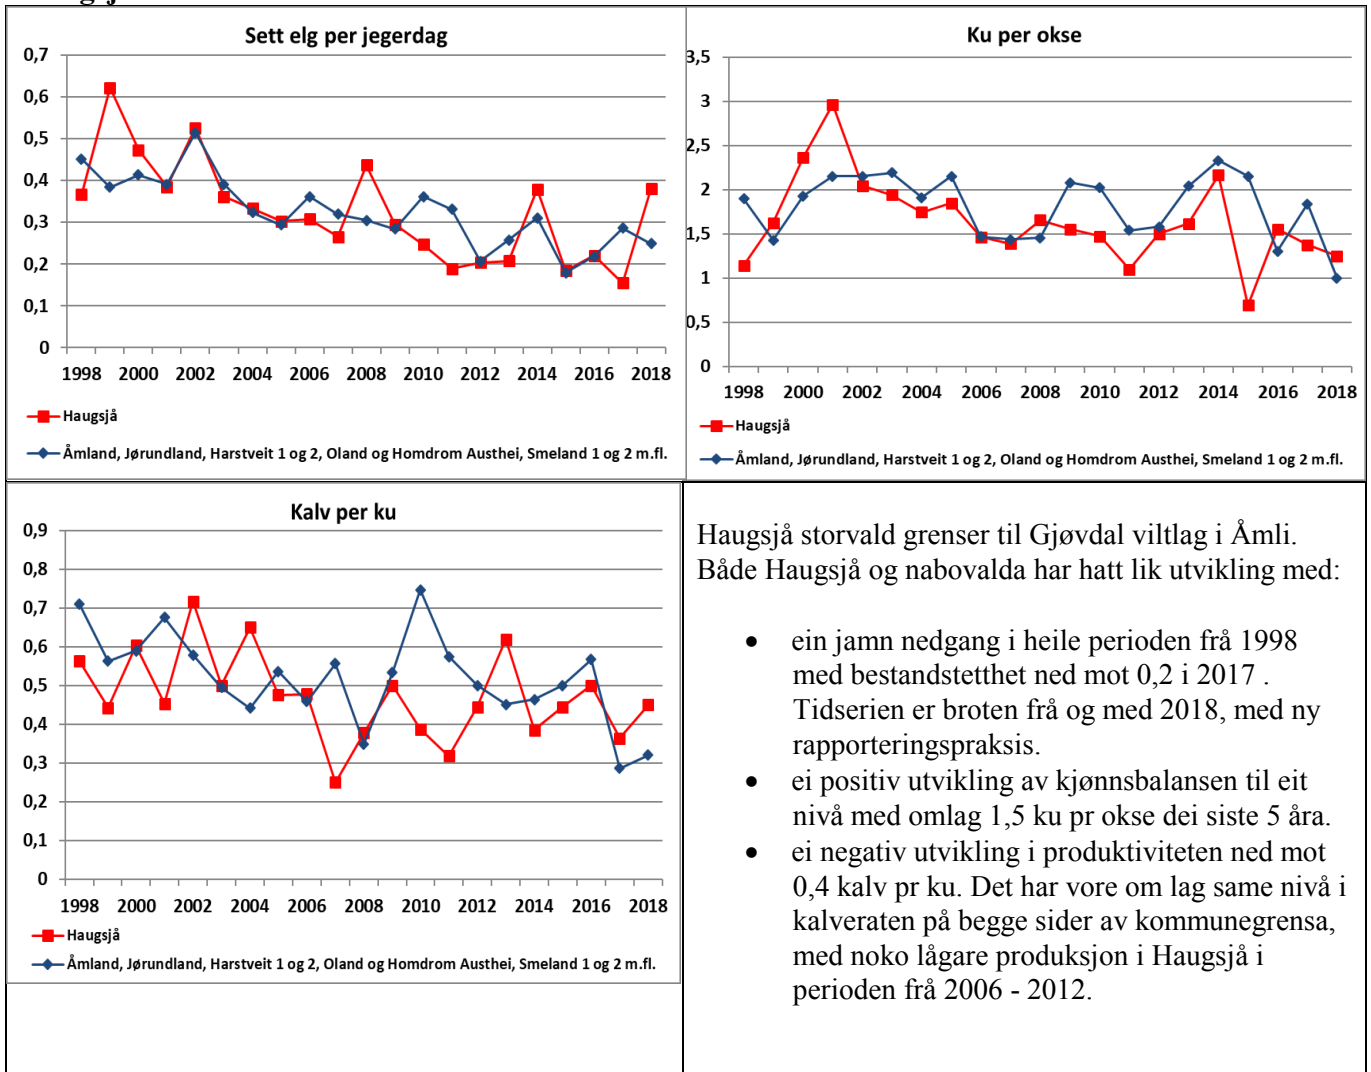 Sett elg per jegerdag
0,7
0,6
0,5
0,4
0,3
0,2
0,1
0
1998 2000 2002 2004 2006 2008 2010 2012 2014 2016 2018
Haugsjå
Åmland, Jørundland, Harstveit 1 og 2, Oland og Homdrom Austhei, Smeland 1 og 2 m.fl.
Ku per okse
3,5
3
2,5
2
1,5
1
0,5
0
1998 2000 2002 2004 2006 2008 2010 2012 2014 2016 2018
Haugsjå
Åmland, Jørundland, Harstveit 1 og 2, Oland og Homdrom Austhei, Smeland 1 og 2 m.fl.
Kalv per ku
0,9
0,8
0,7
0,6
0,5
0,4
0,3
0,2
0,1
0
1998 2000 2002 2004 2006 2008 2010 2012 2014 2016 2018
Haugsjå
Åmland, Jørundland, Harstveit 1 og 2, Oland og Homdrom Austhei, Smeland 1 og 2 m.fl.
Haugsjå storvald grenser til Gjøvdal viltlag i Åmli.
Både Haugsjå og nabovalda har hatt lik utvikling med:
• ein jamn nedgang i heile perioden frå 1998
med bestandstetthet ned mot 0,2 i 2017 .
Tidserien er broten frå og med 2018, med ny
rapporteringspraksis.
• ei positiv utvikling av kjønnsbalansen til eit
nivå med omlag 1,5 ku pr okse dei siste 5 åra.
• ei negativ utvikling i produktiviteten ned mot
0,4 kalv pr ku. Det har vore om lag same nivå i
kalveraten på begge sider av kommunegrensa,
med noko lågare produksjon i Haugsjå i
perioden frå 2006 - 2012.